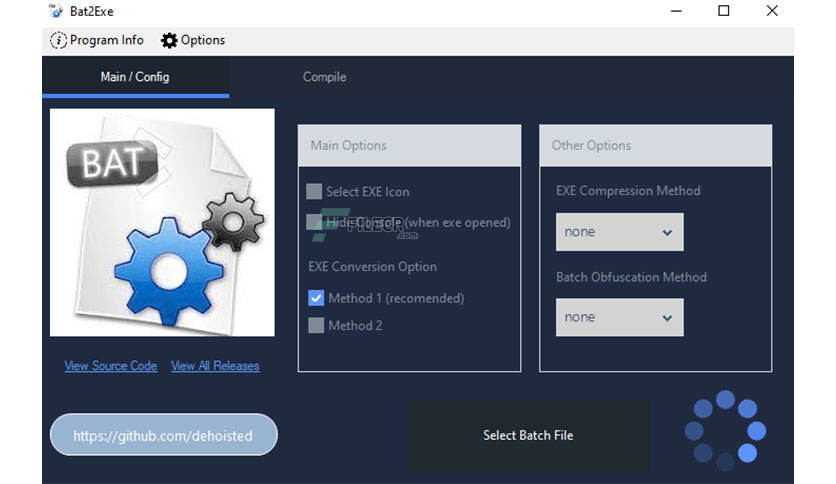 Bat2Exe
Program Info Options
Main / Config Compile
BAT
Main Options
Select EXE Icon
(when exe opened)
FILECR
.com
EXE Conversion Option
Method 1 (recomended)
Method 2
Other Options
EXE Compression Method
none
Batch Obfuscation Method
none
View Source Code View All Releases
https://github.com/dehoisted
Select Batch File